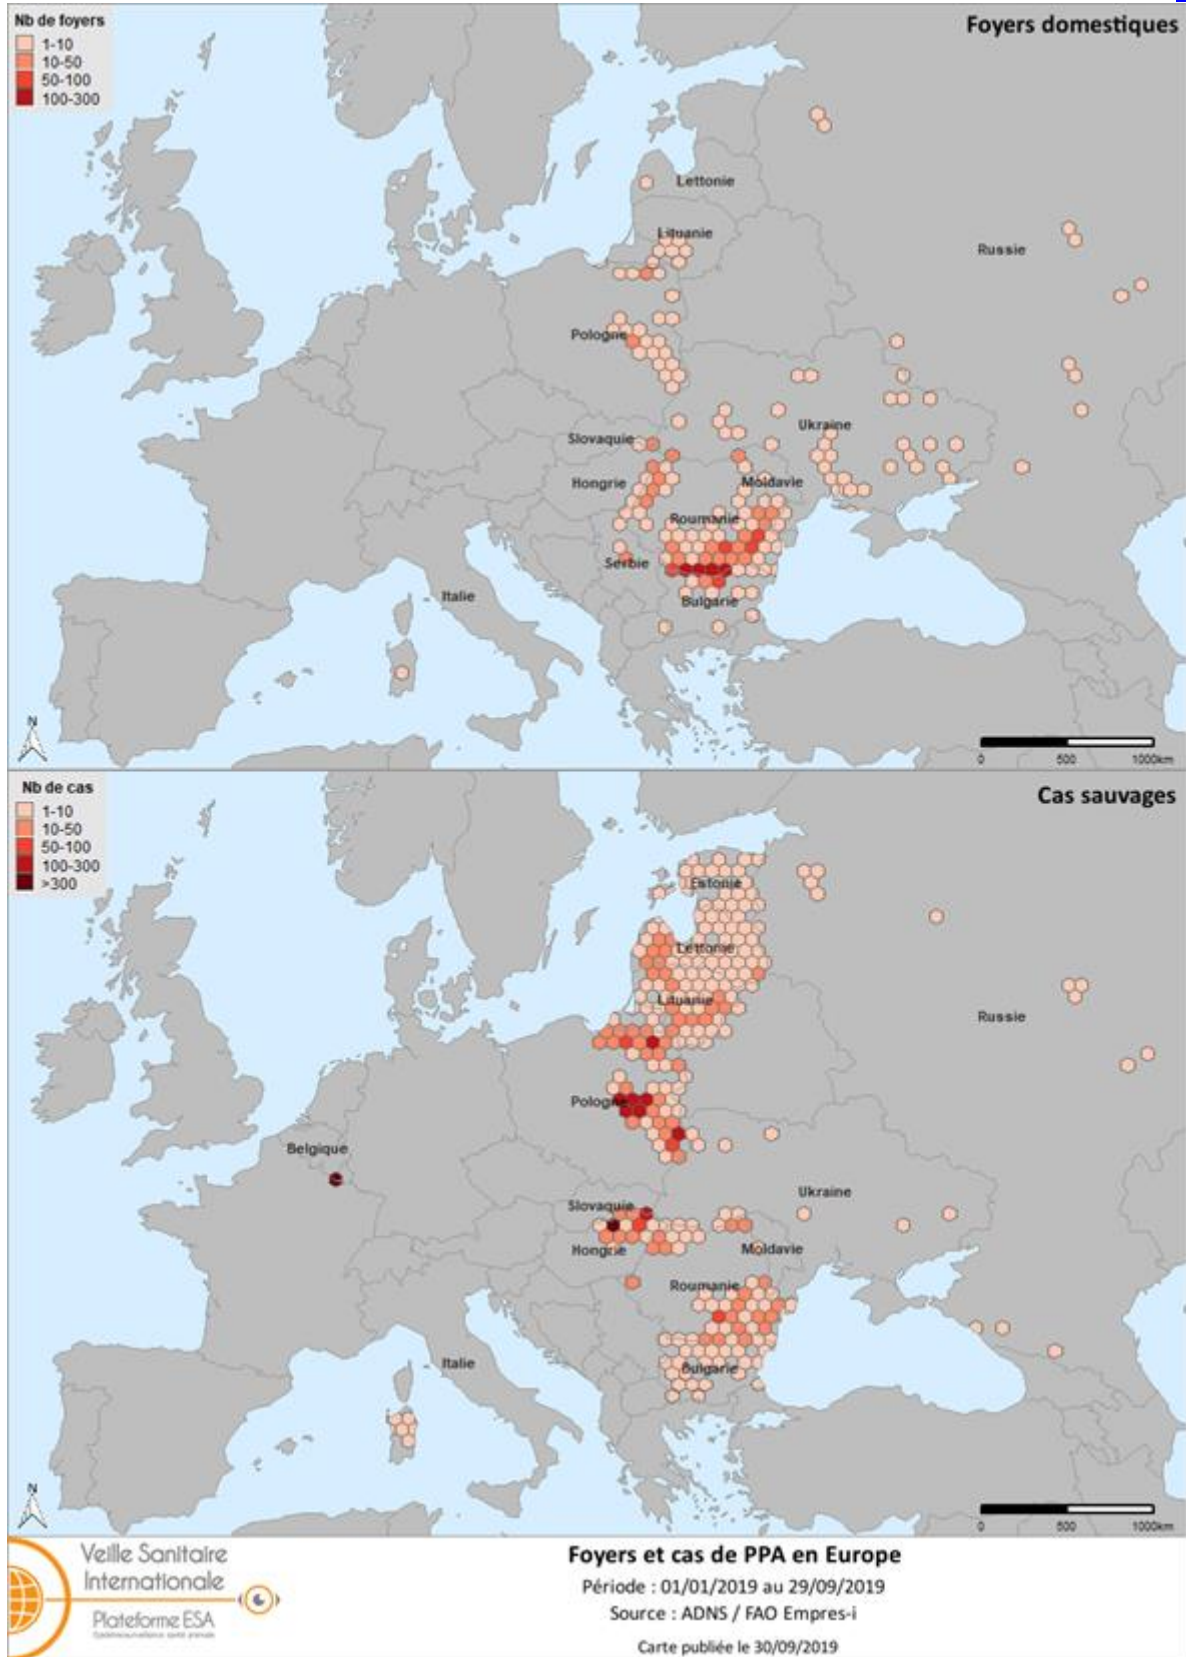 Nb de foyers
1-10
10-50
50-100
100-300
Foyers domestiques
Lettonie
Lituanie
Russie
Pologne
Ukraine
Slovaquie
Hongrie
Moldavie
Roumanie
Serbie
Italie
Bulgarie
N
0 500 1000km
Nb de cas
1-10
10-50
50-100
100-300
>300
Cas sauvages
Estonie
Lettonie
Lituanie
Russie
Pologne
Belgique
Ukraine
Slovaquie
Hongrie
Moldavie
Roumanie
Italie
Bulgarie
N
0 500 1000km
Veille Sanitaire
Internationale
Plateforme ESA
Foyers et cas de PPA en Europe
Période : 01/01/2019 au 29/09/2019
Source : ADNS / FAO Empres-i
Carte publiée le 30/09/2019